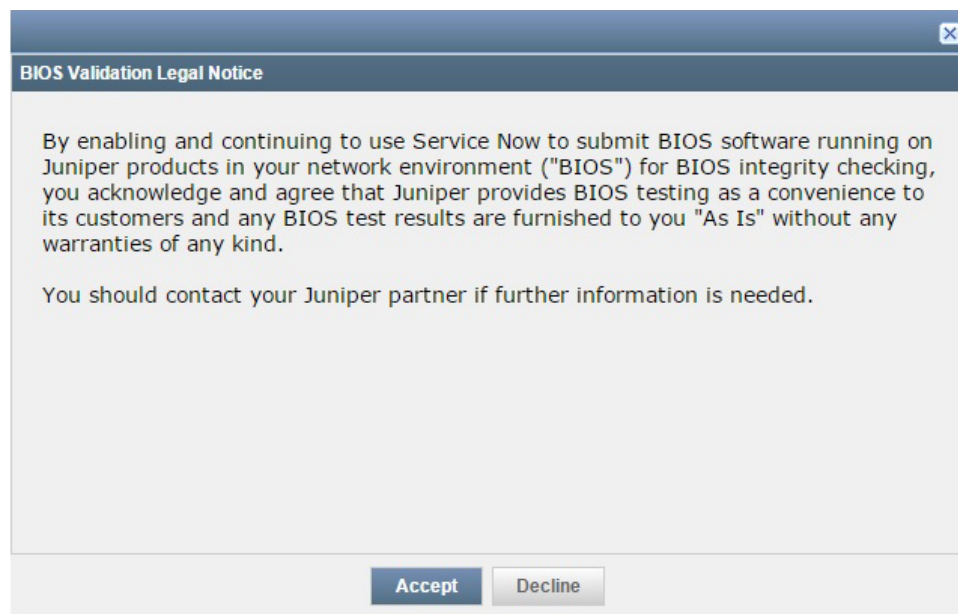 BIOS Validation Legal Notice
By enabling and continuing to use Service Now to submit BIOS software running on
Juniper products in your network environment ("BIOS") for BIOS integrity checking,
you acknowledge and agree that Juniper provides BIOS testing as a convenience to
its customers and any BIOS test results are furnished to you "As Is" without any
warranties of any kind.
You should contact your Juniper partner if further information is needed.
Accept
Decline